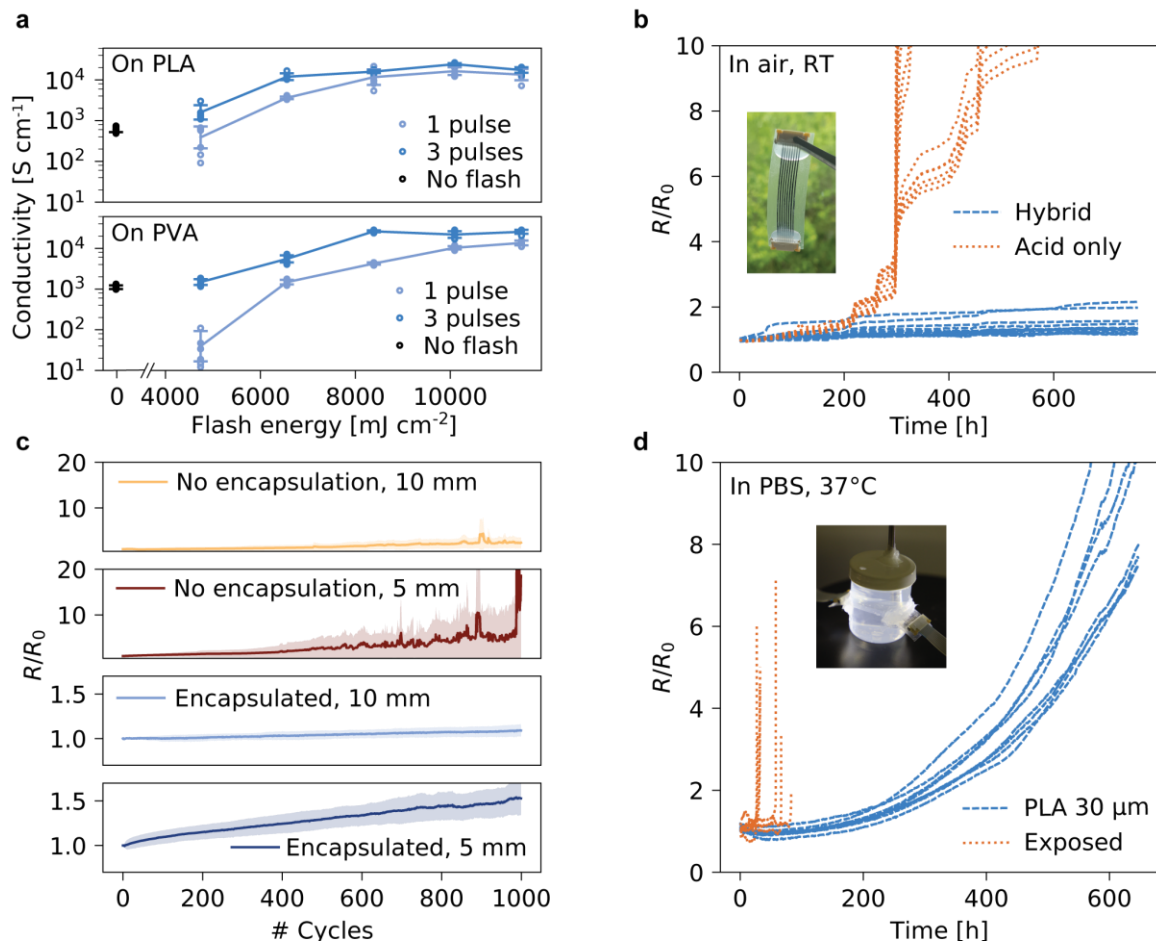 a
On PLA
10⁴
10³
10²
10¹
1 pulse
3 pulses
No flash
Conductivity [S cm⁻¹]
On PVA
10⁴
10³
10²
10¹
1 pulse
3 pulses
No flash
0 4000 6000 8000 10000
Flash energy [mJ cm⁻²]
b
In air, RT
10
8
6
4
2
0
R/R₀
Hybrid
Acid only
0 200 400 600
Time [h]
c
20
10
No encapsulation, 10 mm
20
10
No encapsulation, 5 mm
R/R₀
1.5
1.0
Encapsulated, 10 mm
1.5
1.0
Encapsulated, 5 mm
0 200 400 600 800 1000
# Cycles
d
In PBS, 37°C
10
8
6
4
2
0
R/R₀
PLA 30 μm
Exposed
0 200 400 600
Time [h]